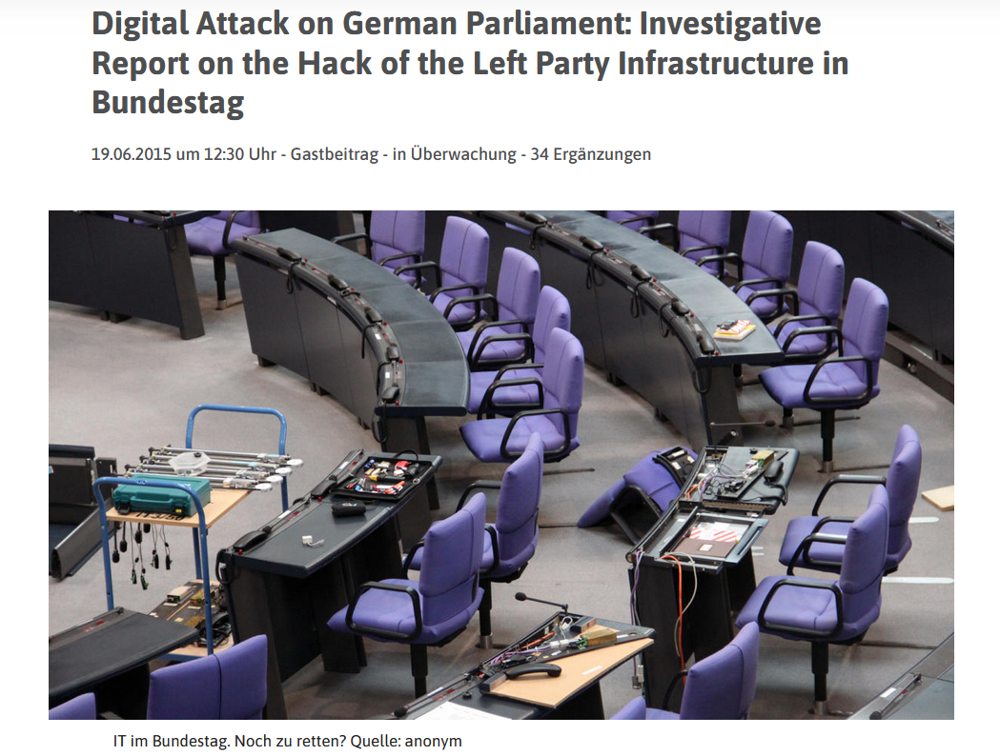 Digital Attack on German Parliament: Investigative
Report on the Hack of the Left Party Infrastructure in
Bundestag
19.06.2015 um 12:30 Uhr - Gastbeitrag - in Überwachung - 34 Ergänzungen
IT im Bundestag. Noch zu retten? Quelle: anonym